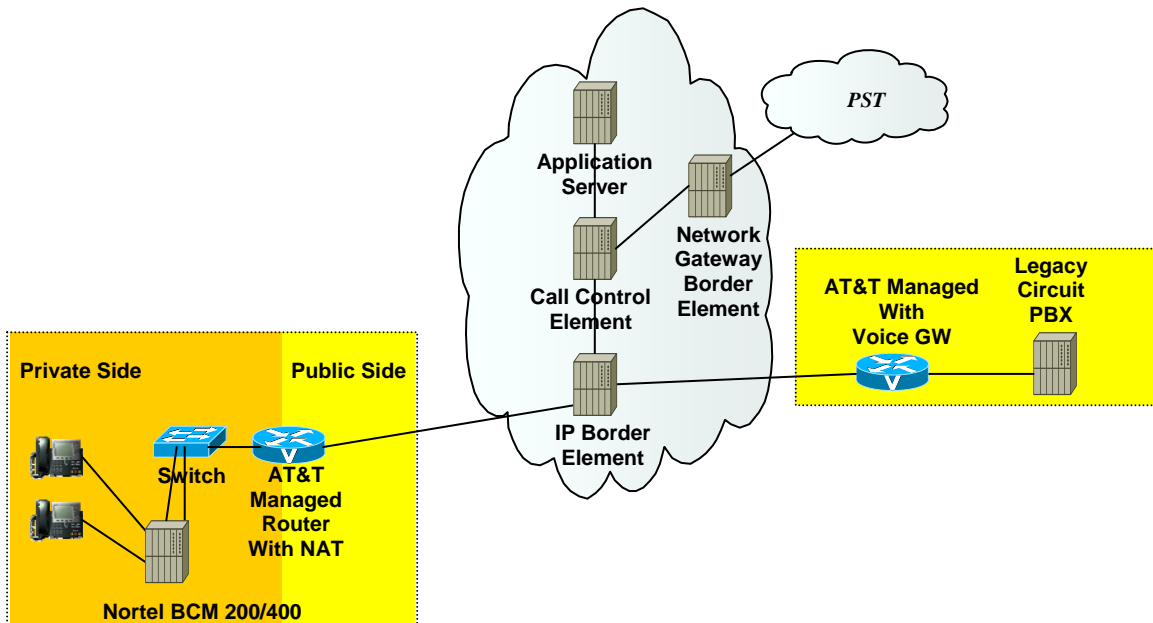 PST
Application
Server
Network
Gateway
Border
Element
Call Control
Element
IP Border
Element
AT&T Managed
With
Voice GW
V
Legacy
Circuit
PBX
Private Side
Public Side
Switch
V
AT&T
Managed
Router
With NAT
Nortel BCM 200/400